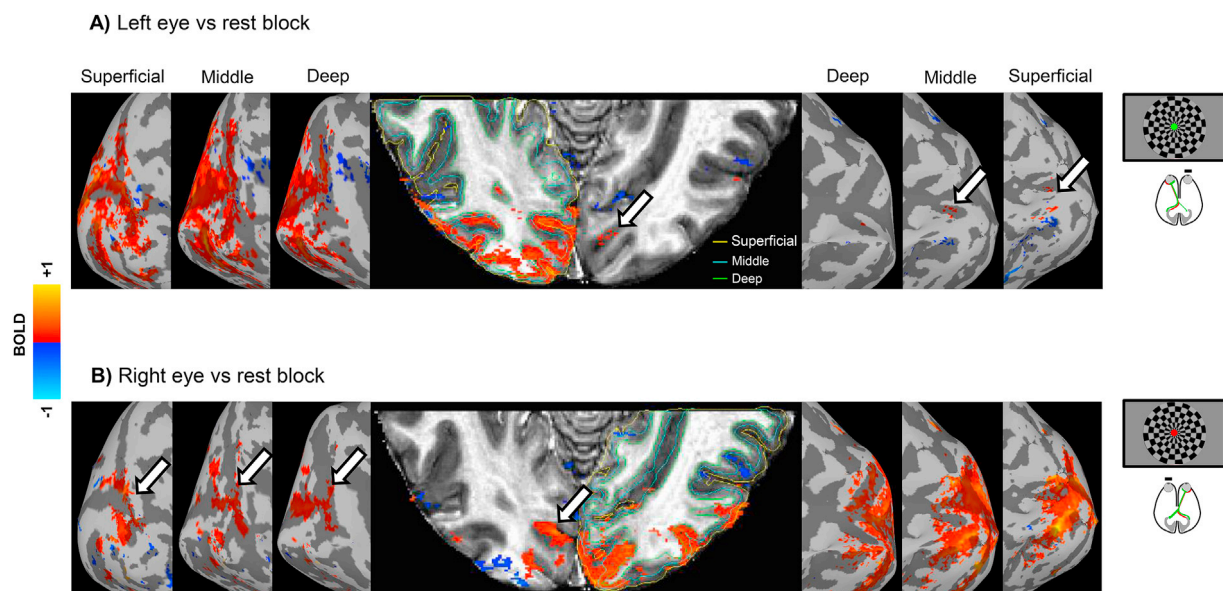 A) Left eye vs rest block
Superficial Middle Deep Deep Middle Superficial
Superficial
Middle
Deep
+1
BOLD
-1
B) Right eye vs rest block